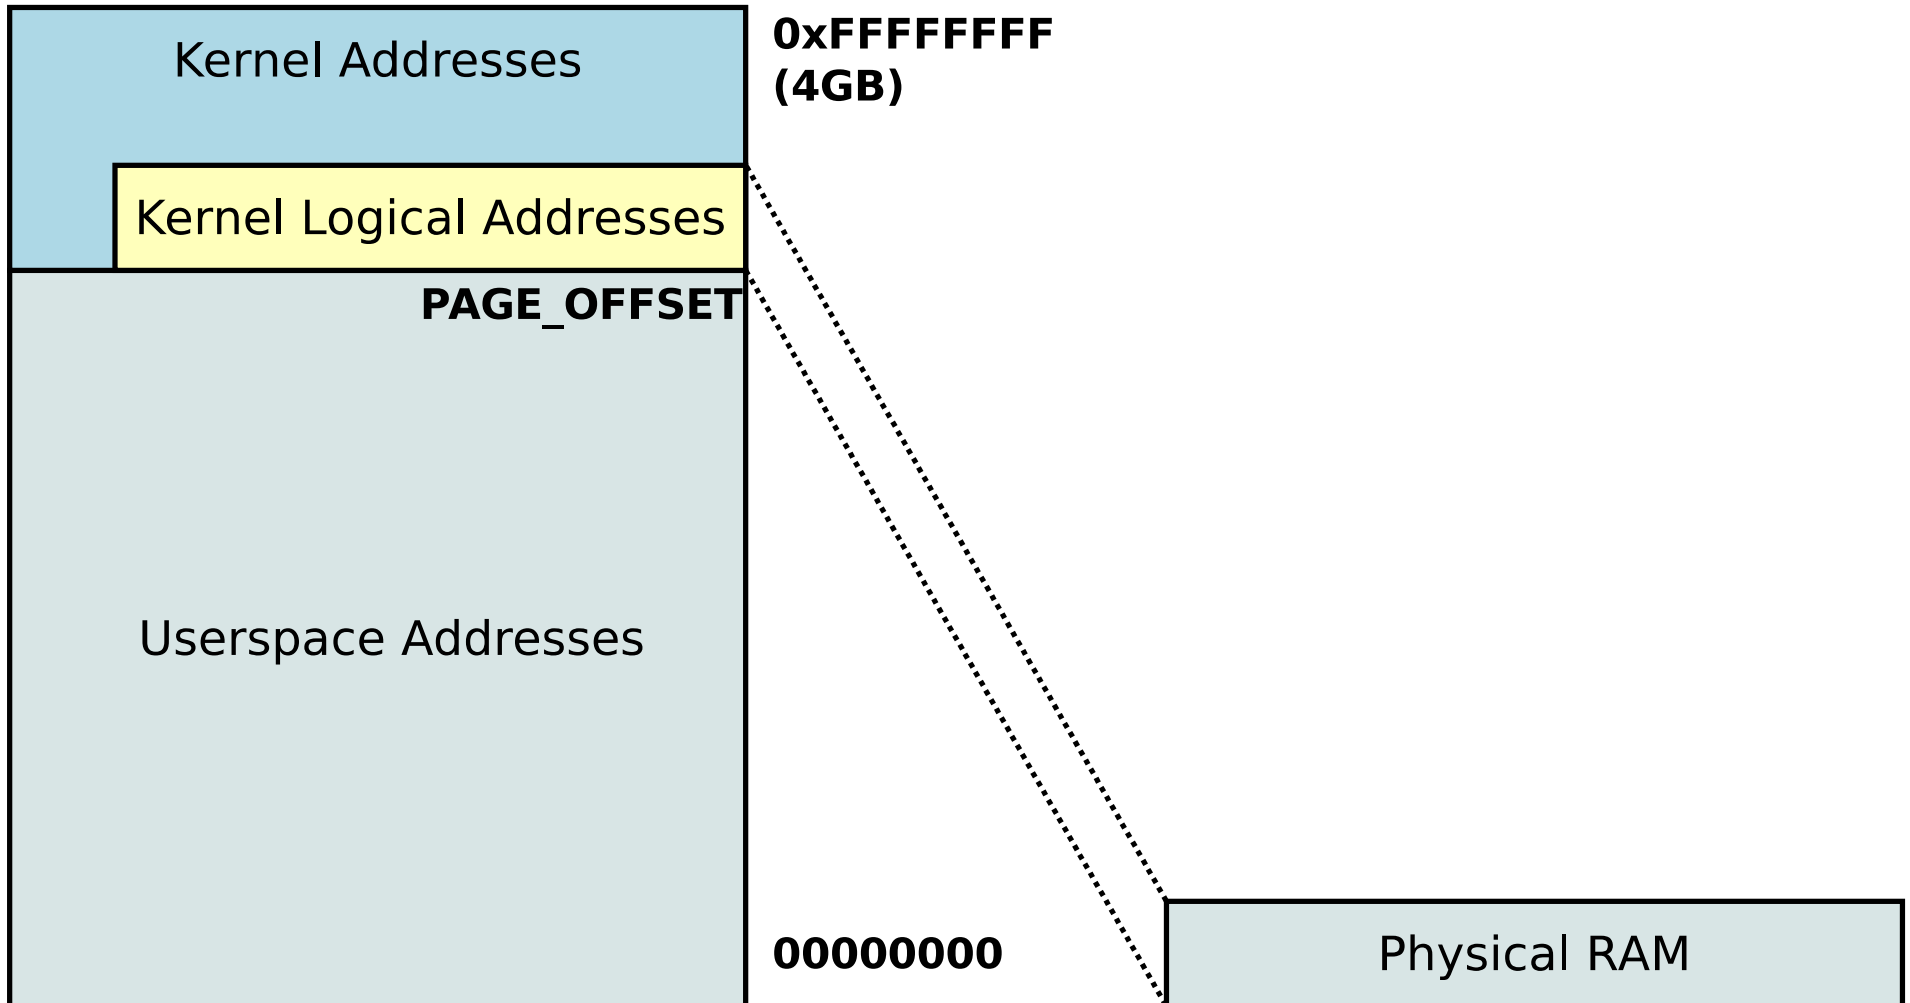 Kernel Addresses
0xFFFFFFFF
(4GB)
Kernel Logical Addresses
PAGE_OFFSET
Userspace Addresses
00000000
Physical RAM